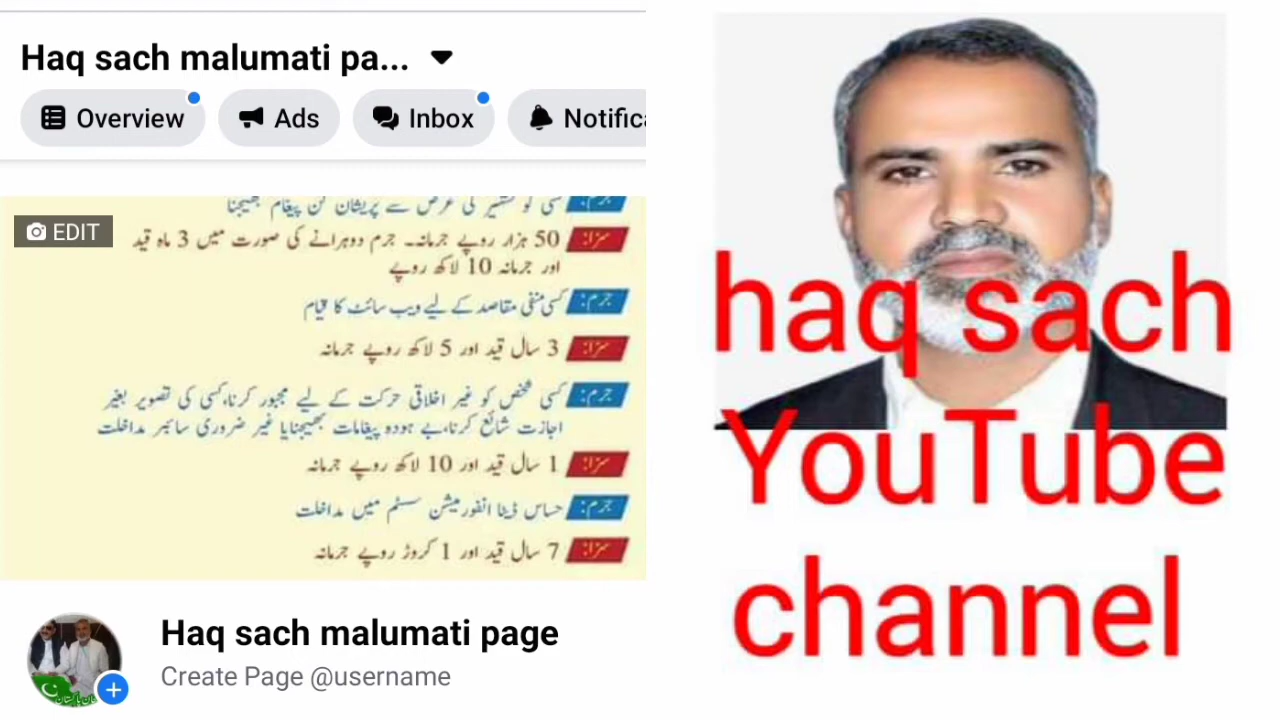 Haq sach malumati pa...
Overview
Ads
Inbox
Notifica
EDIT
کی غرض سے پریشان کن پیغام بھیجنا
سزا: 50 ہزار روپے جرمانہ۔ جرم دوہرانے کی صورت میں 3 ماہ قید
اور جرمانہ 10 لاکھ روپے
جرم: کسی منفی مقاصد کے لیے ویب سائٹ کا قیام
سزا: 3 سال قید اور 5 لاکھ روپے جرمانہ
جرم: کسی شخص کو غیر اخلاقی حرکت کے لیے مجبور کرنا،کسی کی تصویر بغیر
اجازت شائع کرنا،بے ہودہ پیغامات بھیجنایا غیر ضروری سائبر مداخلت
سزا: 1 سال قید اور 10 لاکھ روپے جرمانہ
جرم: حساس ڈیٹا انفورمیشن سسٹم میں مداخلت
سزا: 7 سال قید اور 1 کروڑ روپے جرمانہ
Haq sach malumati page
Create Page @username
haq sach
YouTube
channel